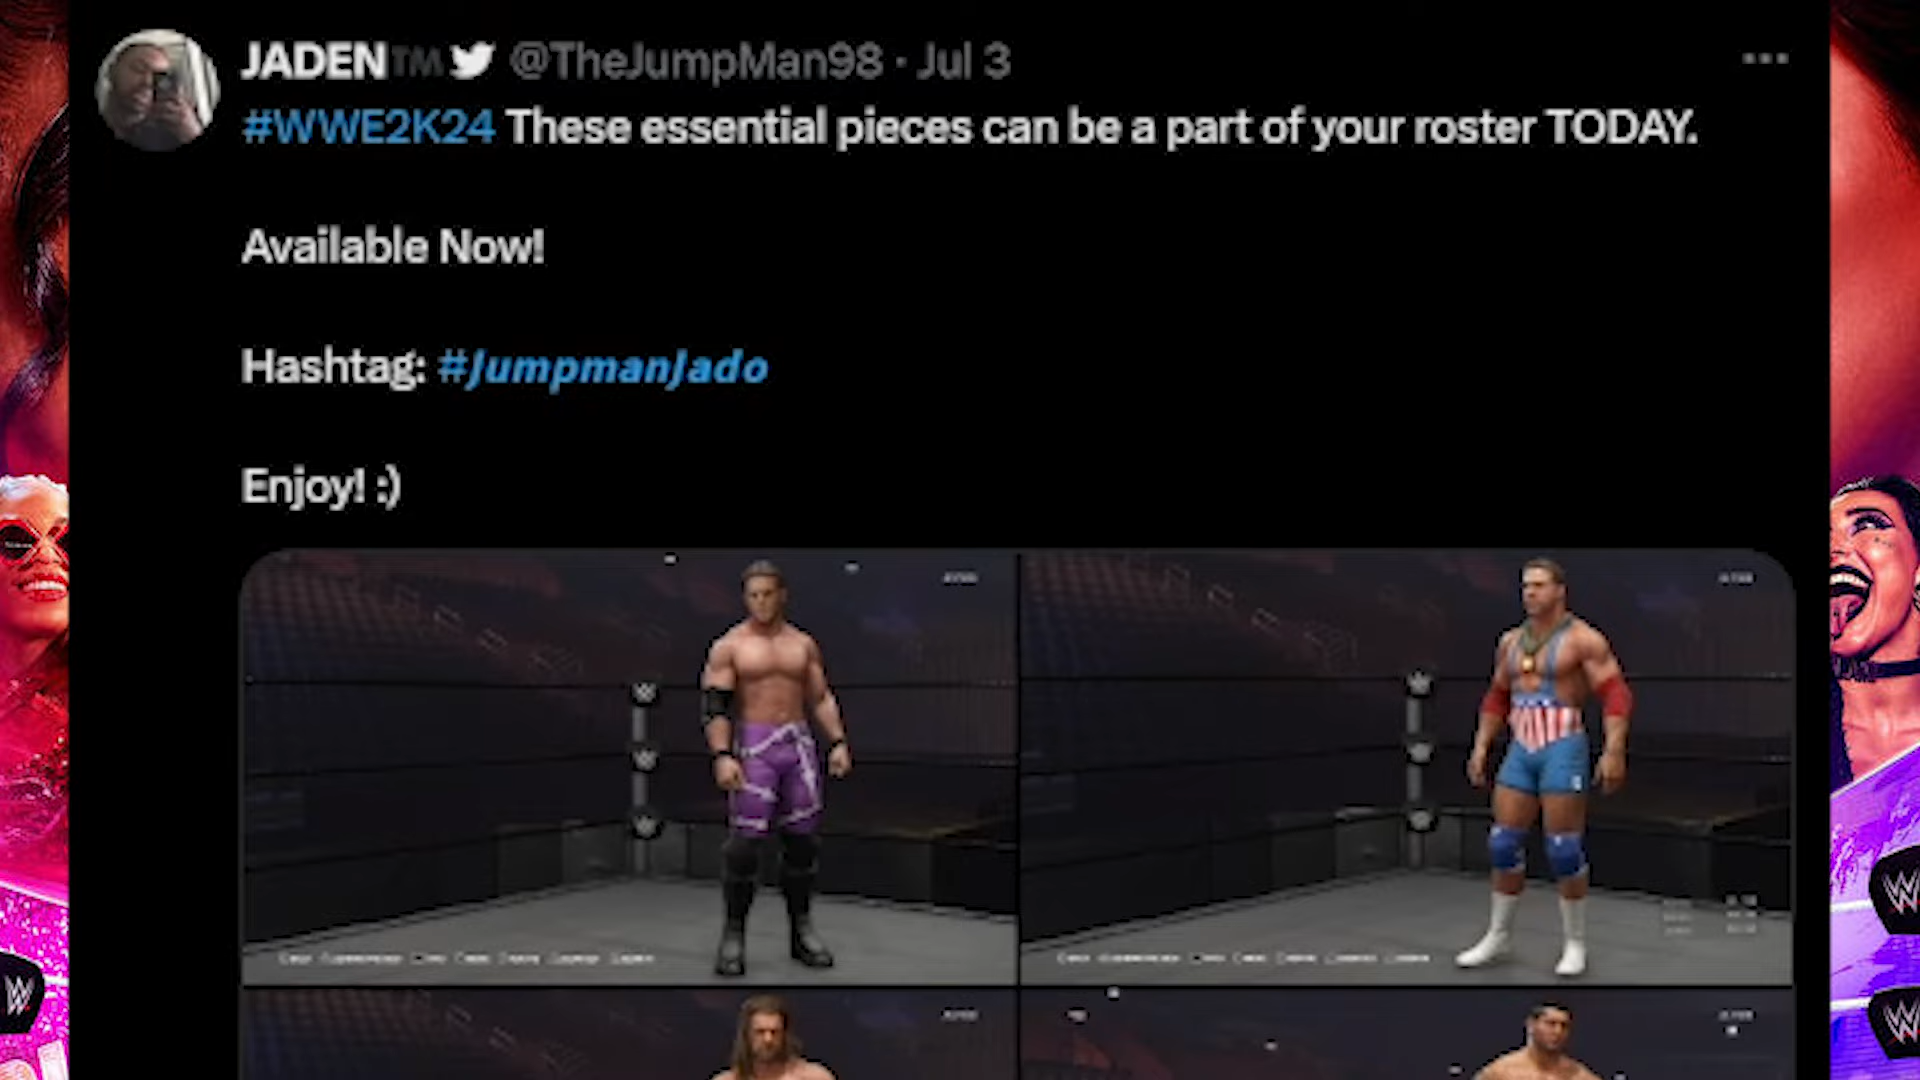 JADEN™ @TheJumpMan98 · Jul 3
#WWE2K24 These essential pieces can be a part of your roster TODAY.
Available Now!
Hashtag: #JumpmanJado
Enjoy! :)